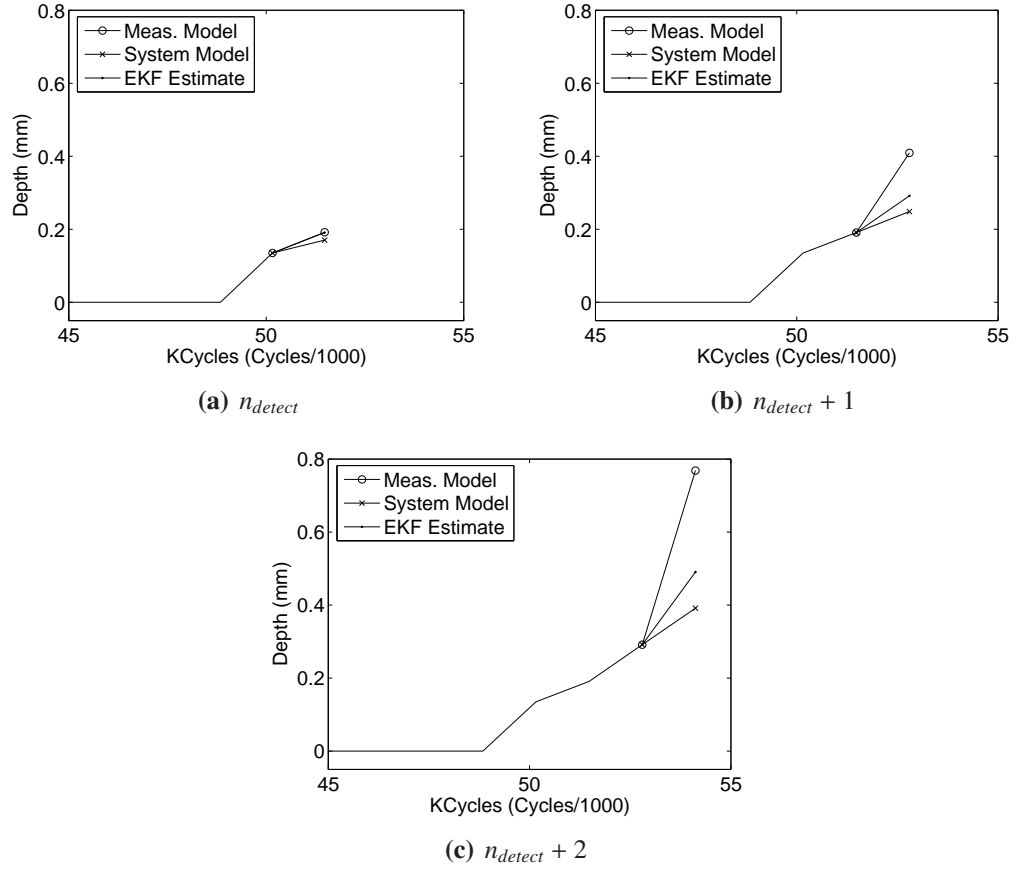 0.8
0.6
0.4
0.2
0
Depth (mm)
Meas. Model
System Model
EKF Estimate
45 50 55
KCycles (Cycles/1000)
(a) n_detect
0.8
0.6
0.4
0.2
0
Depth (mm)
Meas. Model
System Model
EKF Estimate
45 50 55
KCycles (Cycles/1000)
(b) n_detect + 1
0.8
0.6
0.4
0.2
0
Depth (mm)
Meas. Model
System Model
EKF Estimate
45 50 55
KCycles (Cycles/1000)
(c) n_detect + 2